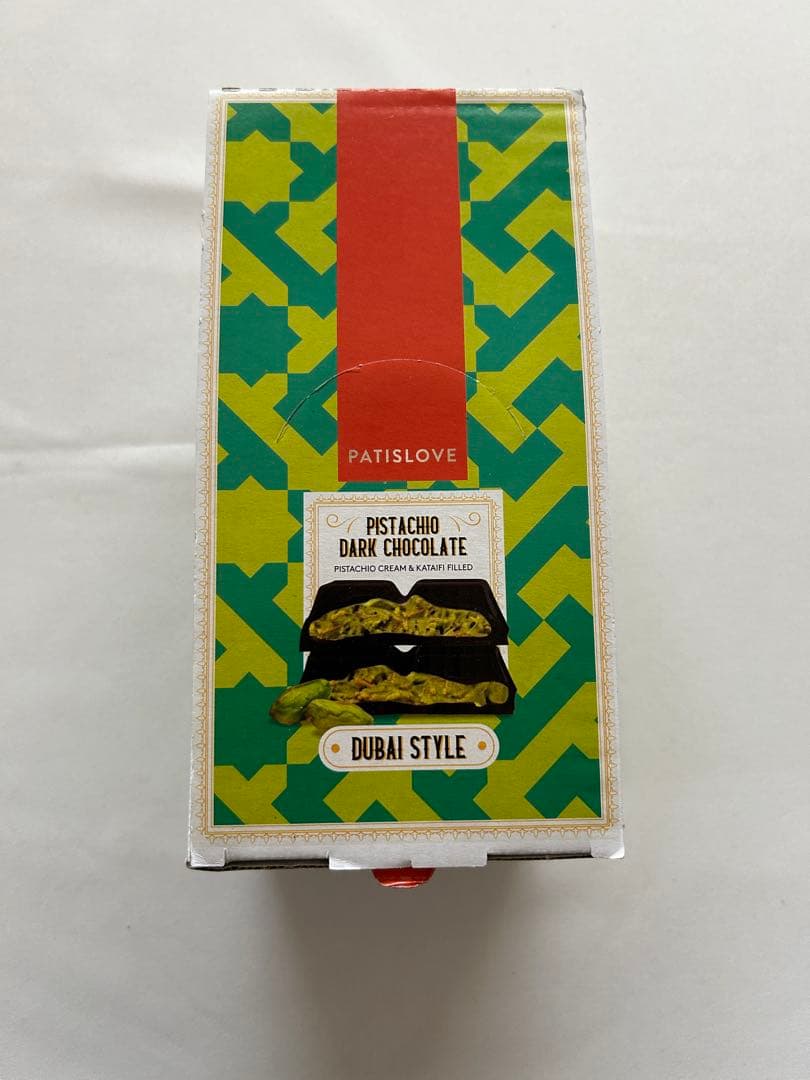 PATISLOVE
PISTACHIO
DARK CHOCOLATE
PISTACHIO CREAM & KATAIFI FILLED
DUBAI STYLE